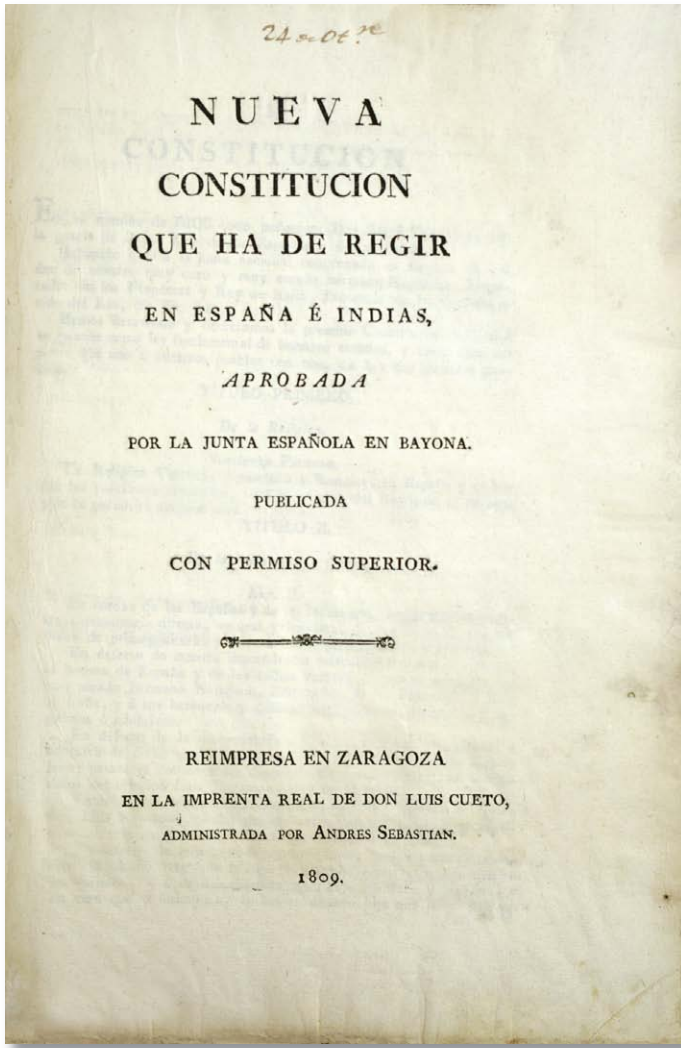 24 de Otre
NUEVA
CONSTITUCION
QUE HA DE REGIR
EN ESPAÑA É INDIAS,
APROBADA
POR LA JUNTA ESPAÑOLA EN BAYONA.
PUBLICADA
CON PERMISO SUPERIOR.
REIMPRESA EN ZARAGOZA
EN LA IMPRENTA REAL DE DON LUIS CUETO,
ADMINISTRADA POR ANDRES SEBASTIAN.
1809.